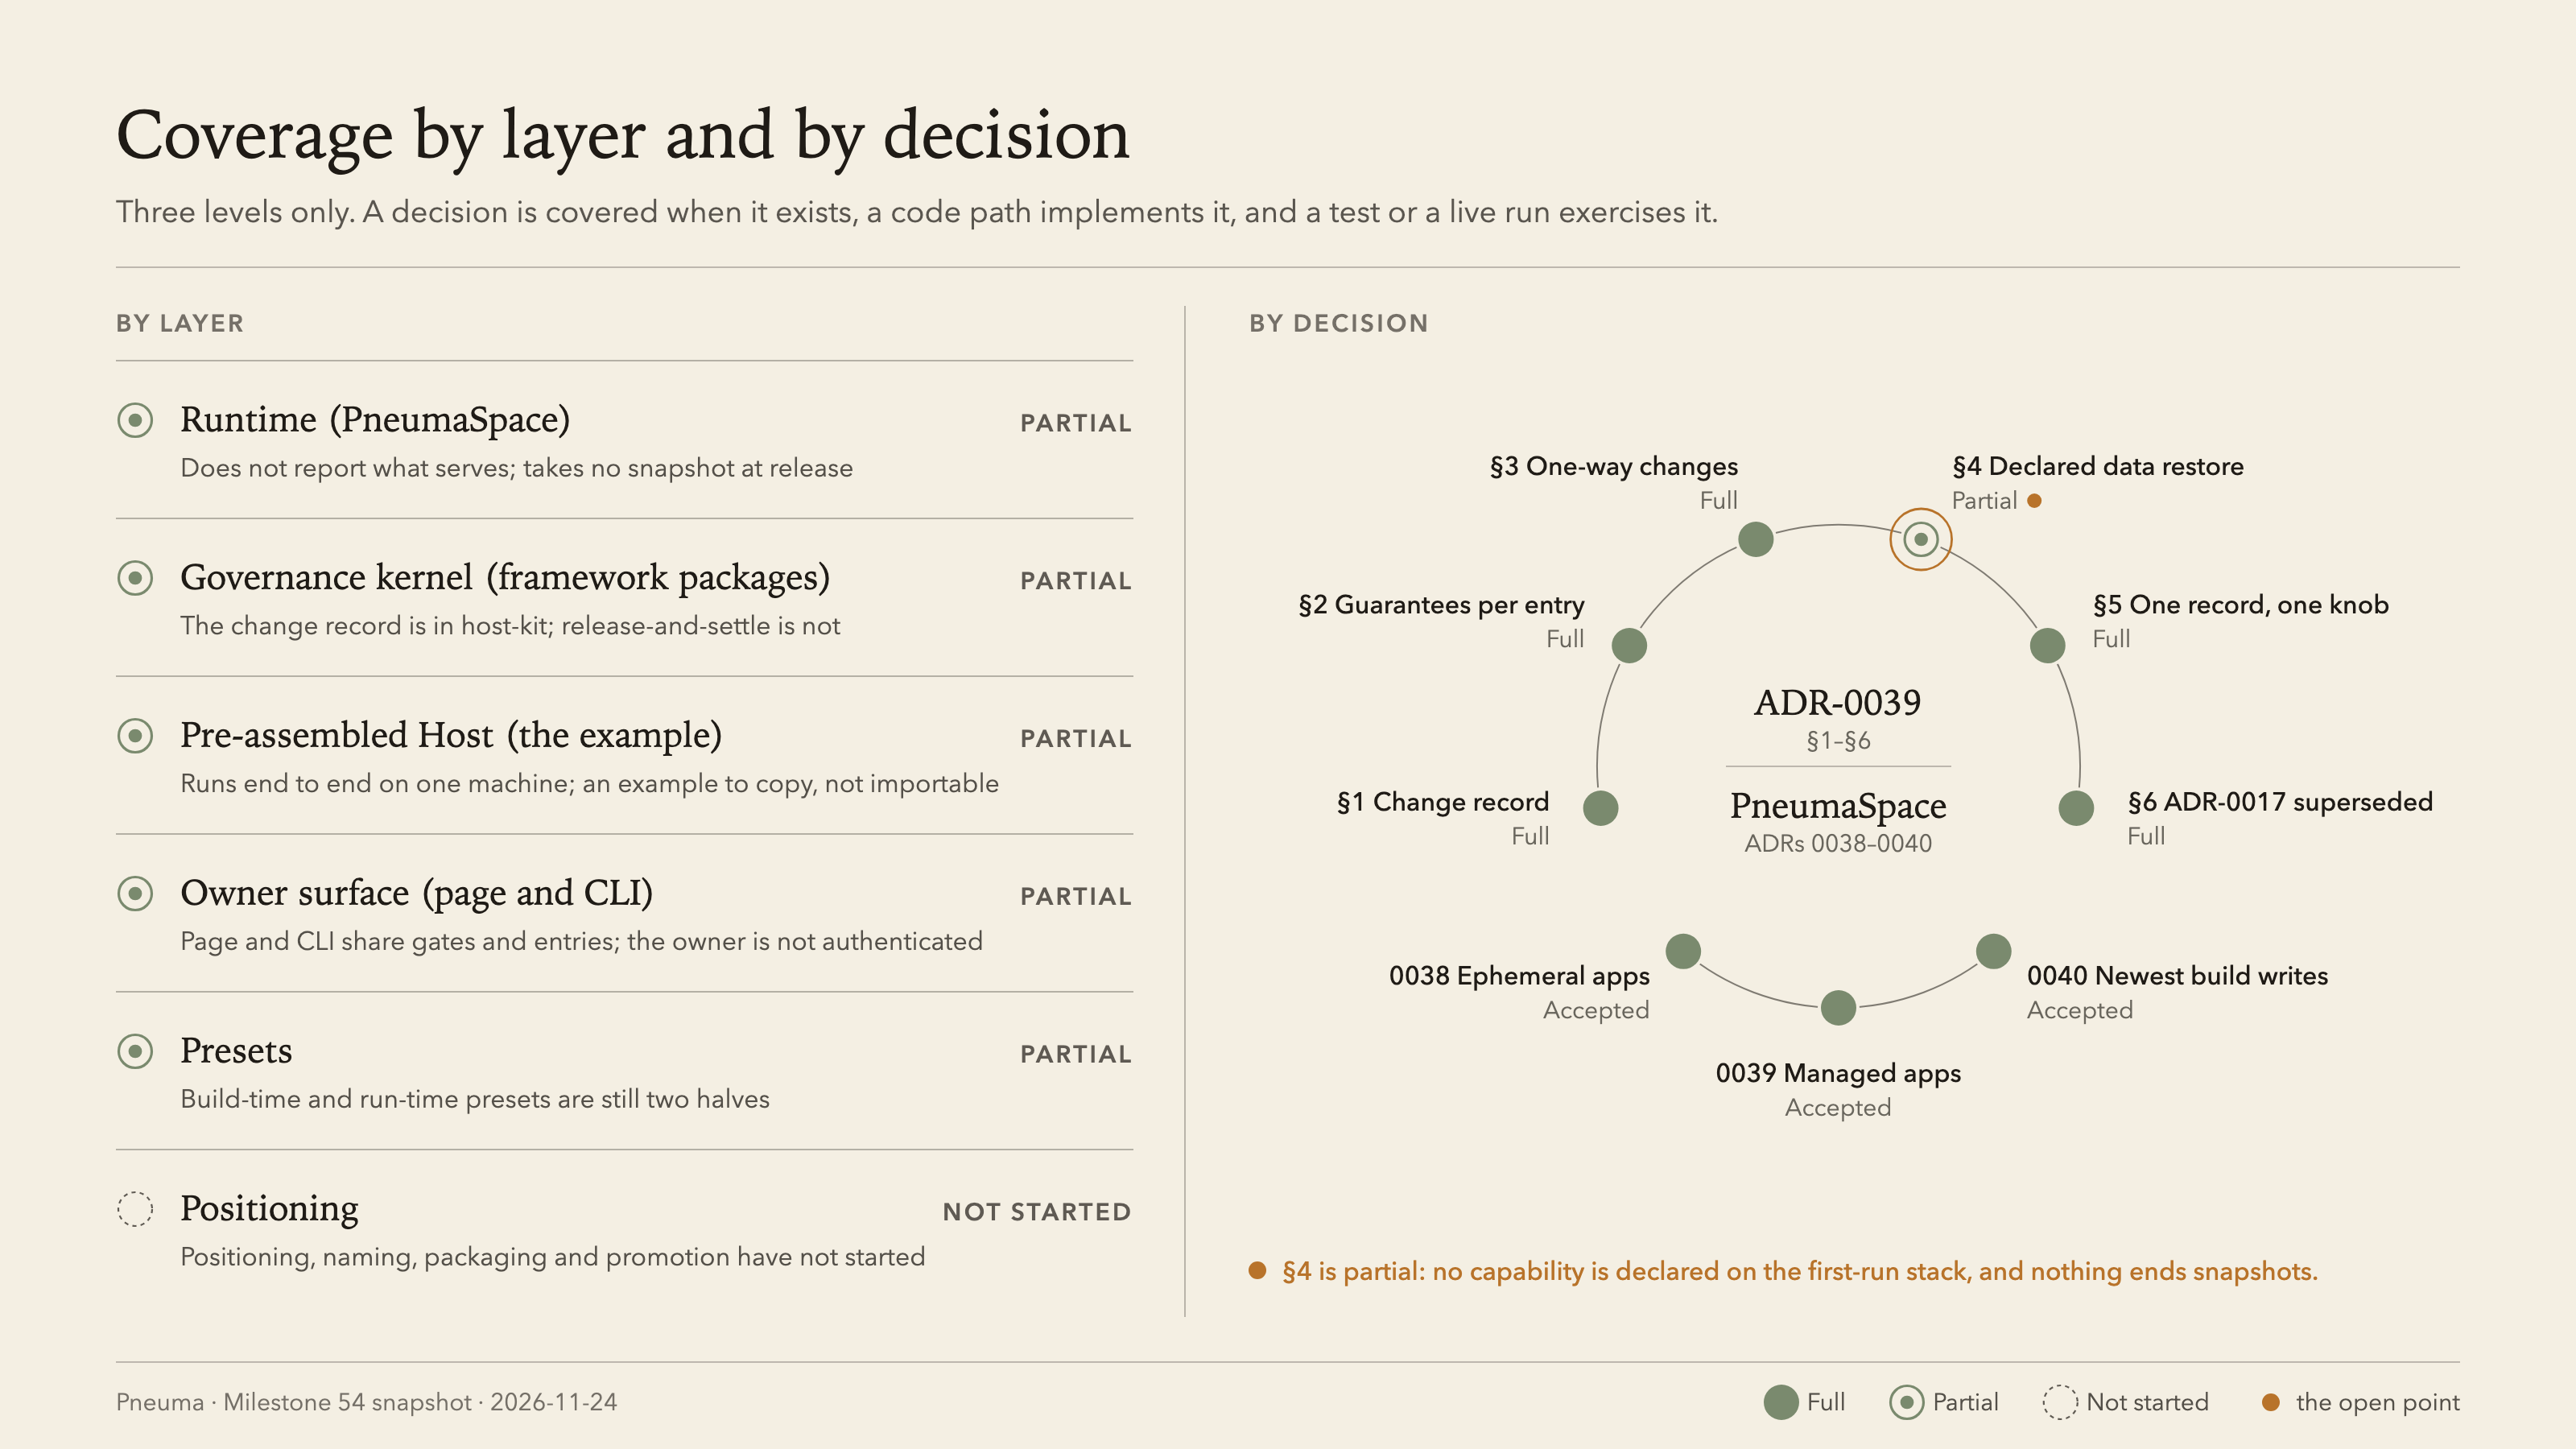 Coverage by layer and by decision
Three levels only. A decision is covered when it exists, a code path implements it, and a test or a live run exercises it.
BY LAYER
Runtime (PneumaSpace)
PARTIAL
Does not report what serves; takes no snapshot at release
Governance kernel (framework packages)
PARTIAL
The change record is in host-kit; release-and-settle is not
Pre-assembled Host (the example)
PARTIAL
Runs end to end on one machine; an example to copy, not importable
Owner surface (page and CLI)
PARTIAL
Page and CLI share gates and entries; the owner is not authenticated
Presets
PARTIAL
Build-time and run-time presets are still two halves
Positioning
NOT STARTED
Positioning, naming, packaging and promotion have not started
BY DECISION
§3 One-way changes
Full
§4 Declared data restore
Partial
§2 Guarantees per entry
Full
§5 One record, one knob
Full
ADR-0039
§1–§6
PneumaSpace
ADRs 0038–0040
§1 Change record
Full
§6 ADR-0017 superseded
Full
0038 Ephemeral apps
Accepted
0040 Newest build writes
Accepted
0039 Managed apps
Accepted
§4 is partial: no capability is declared on the first-run stack, and nothing ends snapshots.
Pneuma · Milestone 54 snapshot · 2026-11-24
Full
Partial
Not started
the open point